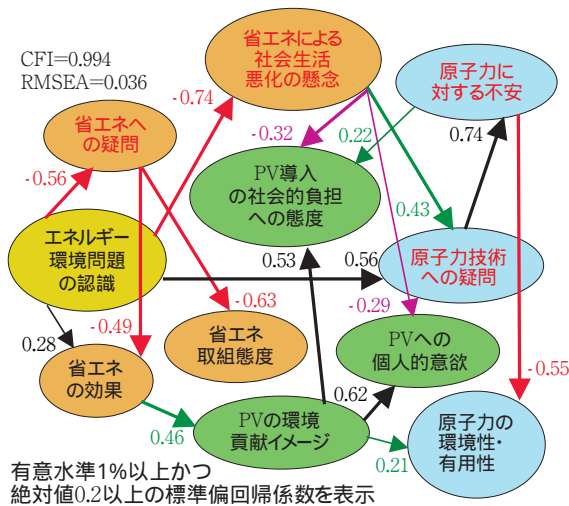 CFI=0.994
RMSEA=0.036
省エネによる
社会生活
悪化の懸念
原子力に
対する不安
-0.74
省エネへ
の疑問
-0.32
0.22
0.74
-0.56
PV導入
の社会的負担
への態度
0.43
エネルギー
環境問題
の認識
原子力技術
への疑問
0.53
0.56
-0.63
-0.29
-0.49
0.28
省エネ
取組態度
PVへの
個人的意欲
省エネ
の効果
-0.55
0.62
PVの環境
貢献イメージ
原子力の
環境性・
有用性
0.46
0.21
有意水準1%以上かつ
絶対値0.2以上の標準偏回帰係数を表示